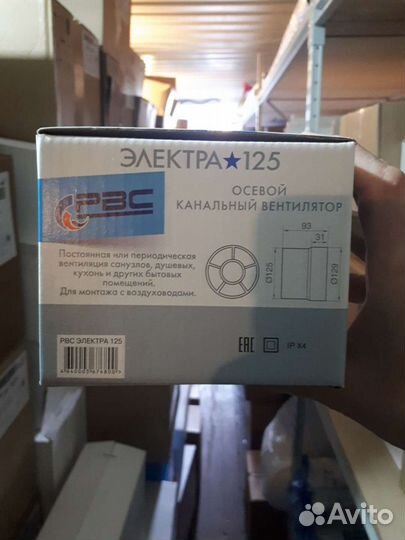 ЭЛЕКТРА★125
РВС
ОСЕВОЙ
КАНАЛЬНЫЙ ВЕНТИЛЯТОР
Постоянная или периодическая
вентиляция санузлов, душевых,
кухонь и других бытовых
помещений.
Для монтажа с воздуховодами.
93
31
Ø125
Ø129
РВС ЭЛЕКТРА 125
EAC
IP X4
Avito